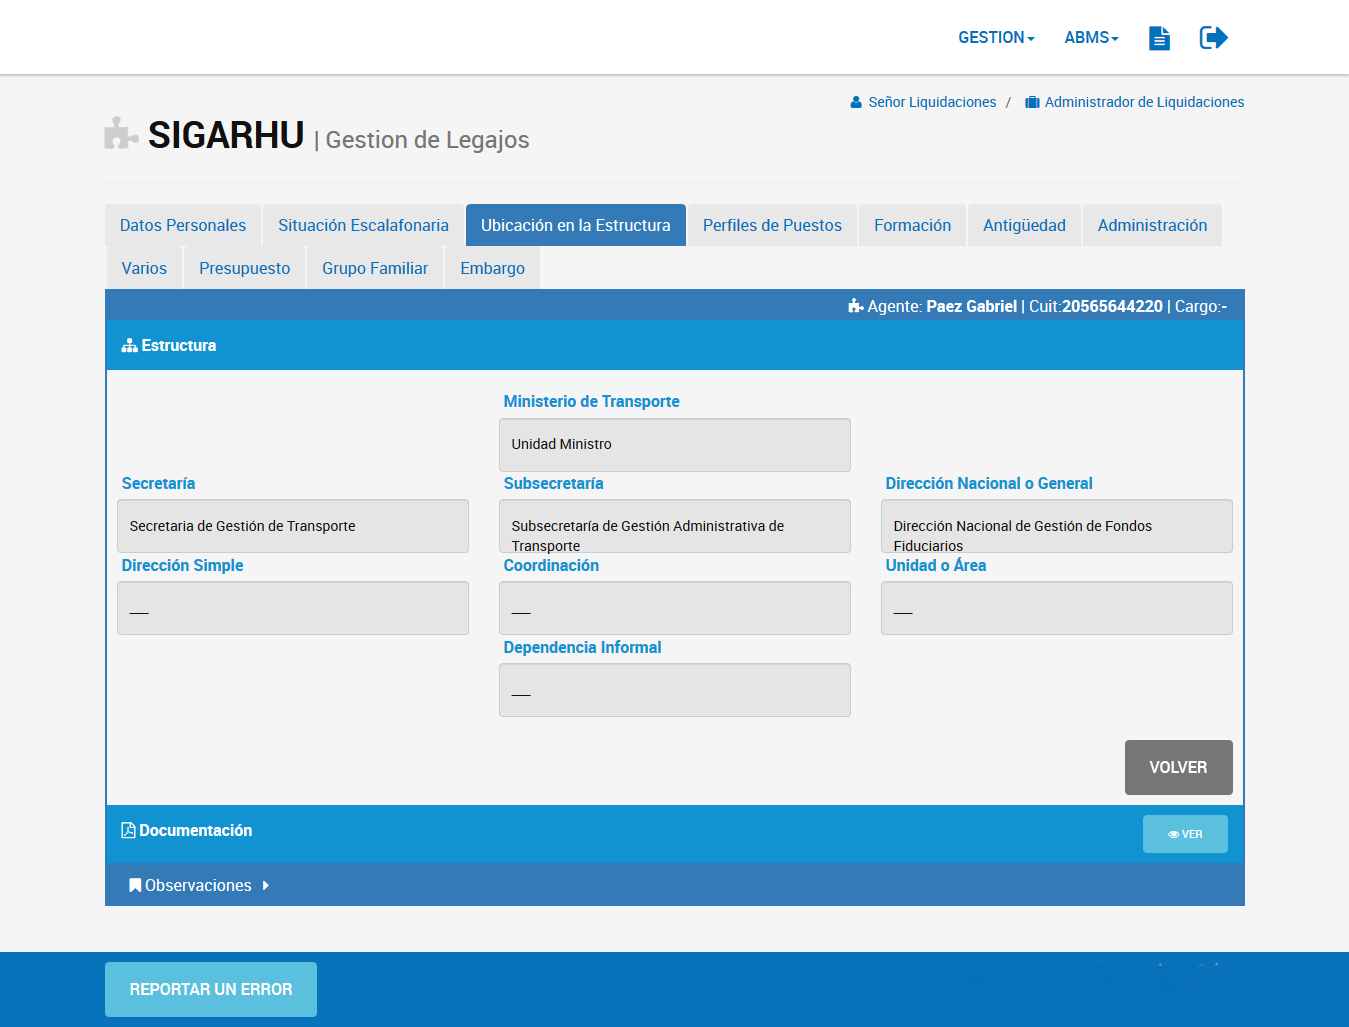 GESTION ABMS
Señor Liquidaciones / Administrador de Liquidaciones
SIGARHU | Gestion de Legajos
Datos Personales Situación Escalafonaria Ubicación en la Estructura Perfiles de Puestos Formación Antigüedad Administración
Varios Presupuesto Grupo Familiar Embargo
Agente: Paez Gabriel | Cuit:20565644220 | Cargo:-
Estructura
Ministerio de Transporte
Unidad Ministro
Secretaría Subsecretaría Dirección Nacional o General
Secretaria de Gestión de Transporte
Subsecretaría de Gestión Administrativa de
Transporte
Dirección Nacional de Gestión de Fondos
Fiduciarios
Dirección Simple Coordinación Unidad o Área
___ ___ ___
Dependencia Informal
___
VOLVER
Documentación VER
Observaciones
REPORTAR UN ERROR